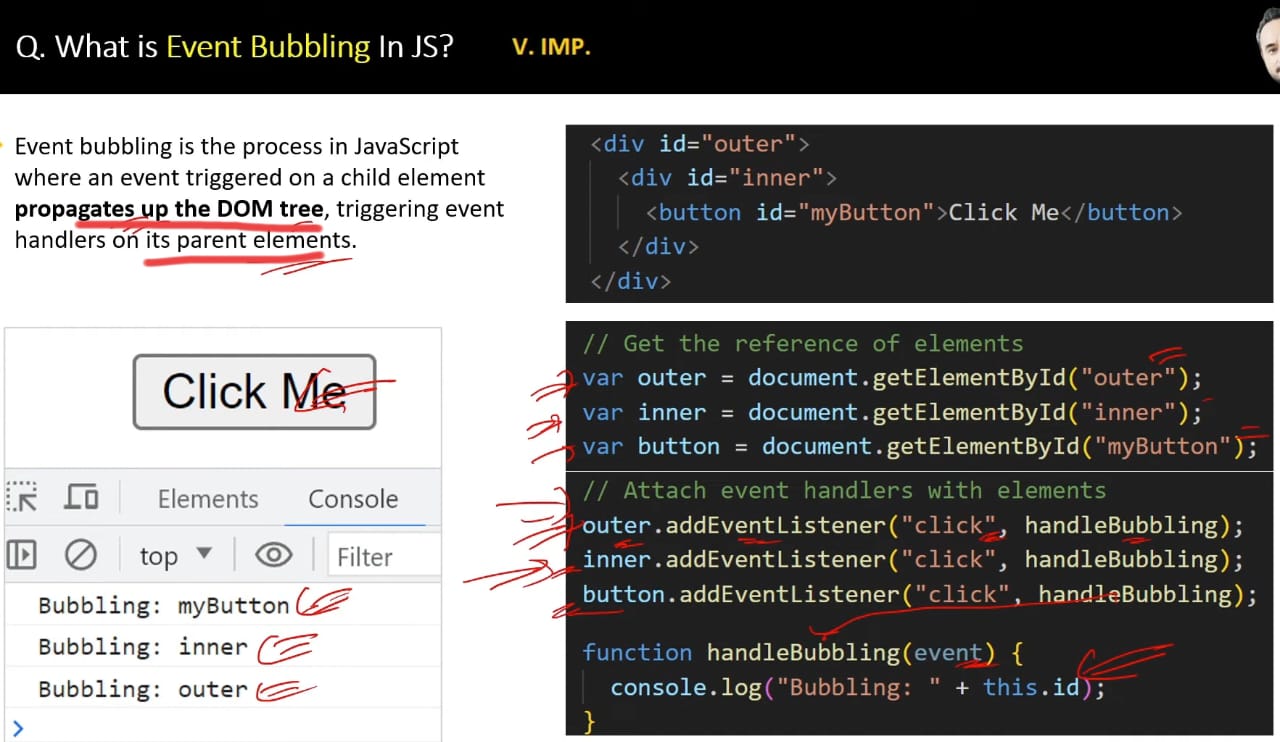 Q. What is Event Bubbling In JS?
V. IMP.
Event bubbling is the process in JavaScript
where an event triggered on a child element
propagates up the DOM tree, triggering event
handlers on its parent elements.
<div id="outer">
<div id="inner">
<button id="myButton">Click Me</button>
</div>
</div>
Click Me
Elements
Console
top
Filter
Bubbling: myButton
Bubbling: inner
Bubbling: outer
// Get the reference of elements
var outer = document.getElementById("outer");
var inner = document.getElementById("inner");
var button = document.getElementById("myButton");
// Attach event handlers with elements
outer.addEventListener("click", handleBubbling);
inner.addEventListener("click", handleBubbling);
button.addEventListener("click", handleBubbling);
function handleBubbling(event) {
console.log("Bubbling: " + this.id);
}